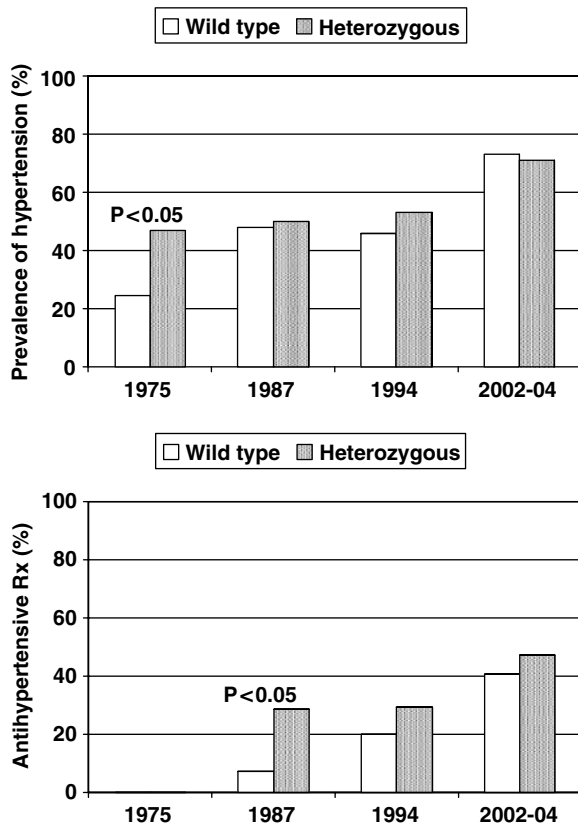 Wild type Heterozygous
Prevalence of hypertension (%)
100
80
60
40
20
0
P<0.05
1975 1987 1994 2002-04
Wild type Heterozygous
Antihypertensive Rx (%)
100
80
60
40
20
0
P<0.05
1975 1987 1994 2002-04